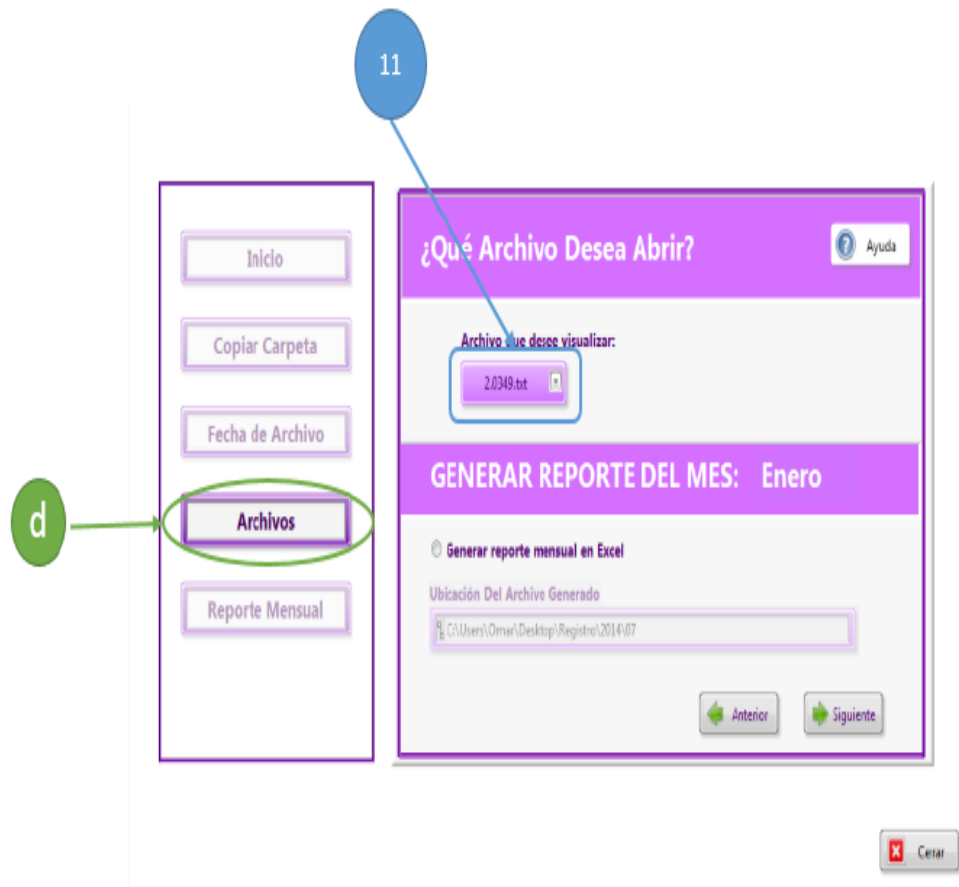 11
Inicio
Copiar Carpeta
Fecha de Archivo
d
Archivos
Reporte Mensual
¿Qué Archivo Desea Abrir?
Ayuda
Archivo que desee visualizar:
2.0349.txt
GENERAR REPORTE DEL MES: Enero
Generar reporte mensual en Excel
Ubicación Del Archivo Generado
C:\Users\Omar\Desktop\Registro\2014\07
Anterior
Siguiente
Cerrar